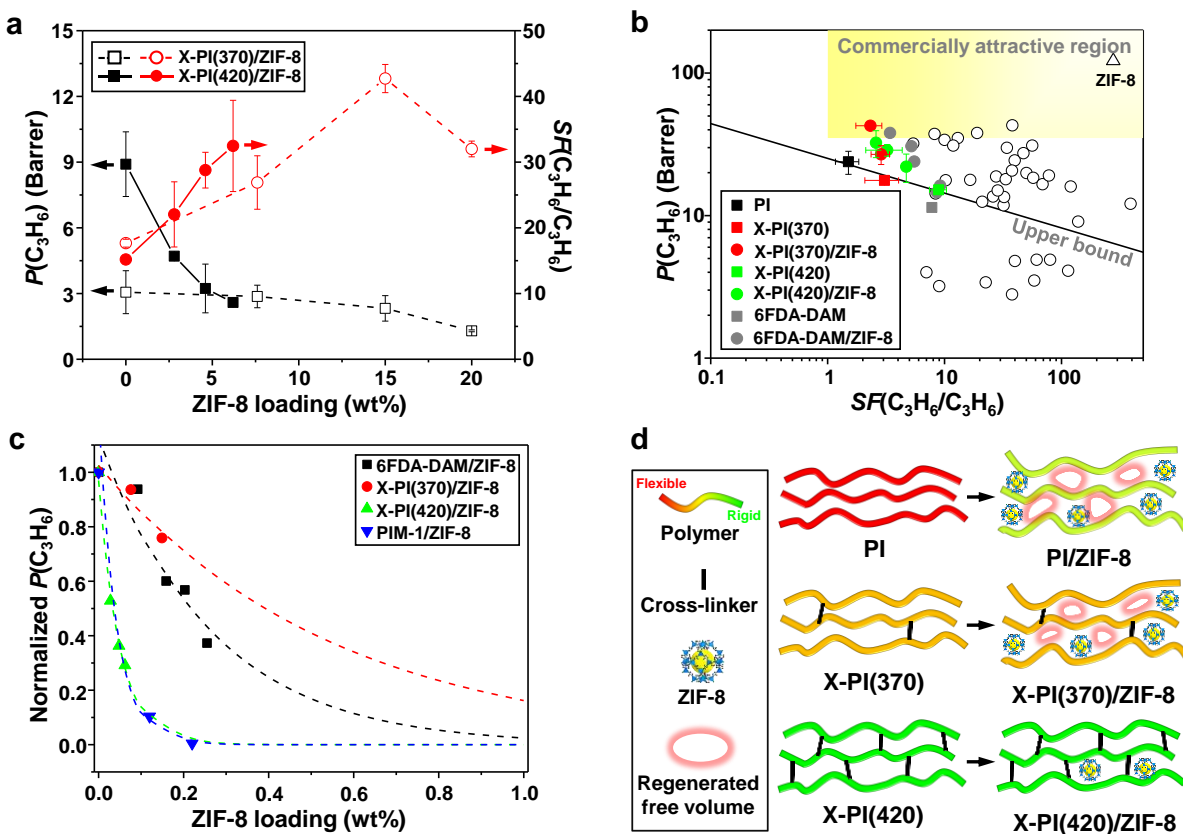 a
15
12
9
6
3
0
P(C₃H₆) (Barrer)
X-PI(370)/ZIF-8
X-PI(420)/ZIF-8
50
40
30
20
10
0
SF(C₃H₆/C₃H₆)
0
5
10
15
20
ZIF-8 loading (wt%)
b
100
10
1
P(C₃H₆) (Barrer)
Commercially attractive region
ZIF-8
Upper bound
PI
X-PI(370)
X-PI(370)/ZIF-8
X-PI(420)
X-PI(420)/ZIF-8
6FDA-DAM
6FDA-DAM/ZIF-8
0.1
1
10
100
SF(C₃H₆/C₃H₆)
c
1.0
0.8
0.6
0.4
0.2
0.0
Normalized P(C₃H₆)
6FDA-DAM/ZIF-8
X-PI(370)/ZIF-8
X-PI(420)/ZIF-8
PIM-1/ZIF-8
0.0
0.2
0.4
0.6
0.8
1.0
ZIF-8 loading (wt%)
d
Flexible
Rigid
Polymer
Cross-linker
ZIF-8
Regenerated
free volume
PI
PI/ZIF-8
X-PI(370)
X-PI(370)/ZIF-8
X-PI(420)
X-PI(420)/ZIF-8